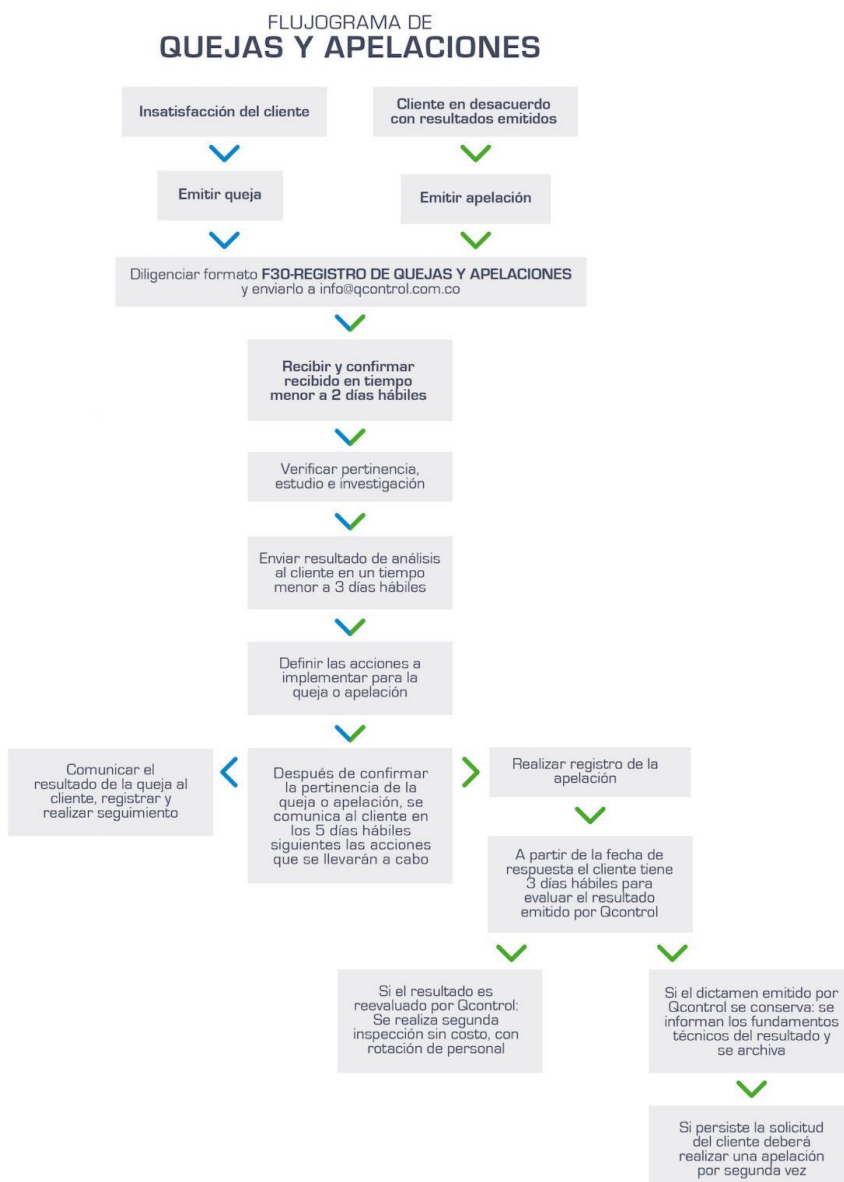 FLUJOGRAMA DE
QUEJAS Y APELACIONES
Insatisfacción del cliente
Cliente en desacuerdo
con resultados emitidos
Emitir queja
Emitir apelación
Diligenciar formato F30-REGISTRO DE QUEJAS Y APELACIONES
y enviarlo a info@qcontrol.com.co
Recibir y confirmar
recibido en tiempo
menor a 2 días hábiles
Verificar pertinencia,
estudio e investigación
Enviar resultado de análisis
al cliente en un tiempo
menor a 3 días hábiles
Definir las acciones a
implementar para la
queja o apelación
Comunicar el
resultado de la queja al
cliente, registrar y
realizar seguimiento
Después de confirmar
la pertinencia de la
queja o apelación, se
comunica al cliente en
los 5 días hábiles
siguientes las acciones
que se llevarán a cabo
Realizar registro de la
apelación
A partir de la fecha de
respuesta el cliente tiene
3 días hábiles para
evaluar el resultado
emitido por Qcontrol
Si el resultado es
reevaluado por Qcontrol:
Se realiza segunda
inspección sin costo, con
rotación de personal
Si el dictamen emitido por
Qcontrol se conserva: se
informan los fundamentos
técnicos del resultado y
se archiva
Si persiste la solicitud
del cliente deberá
realizar una apelación
por segunda vez